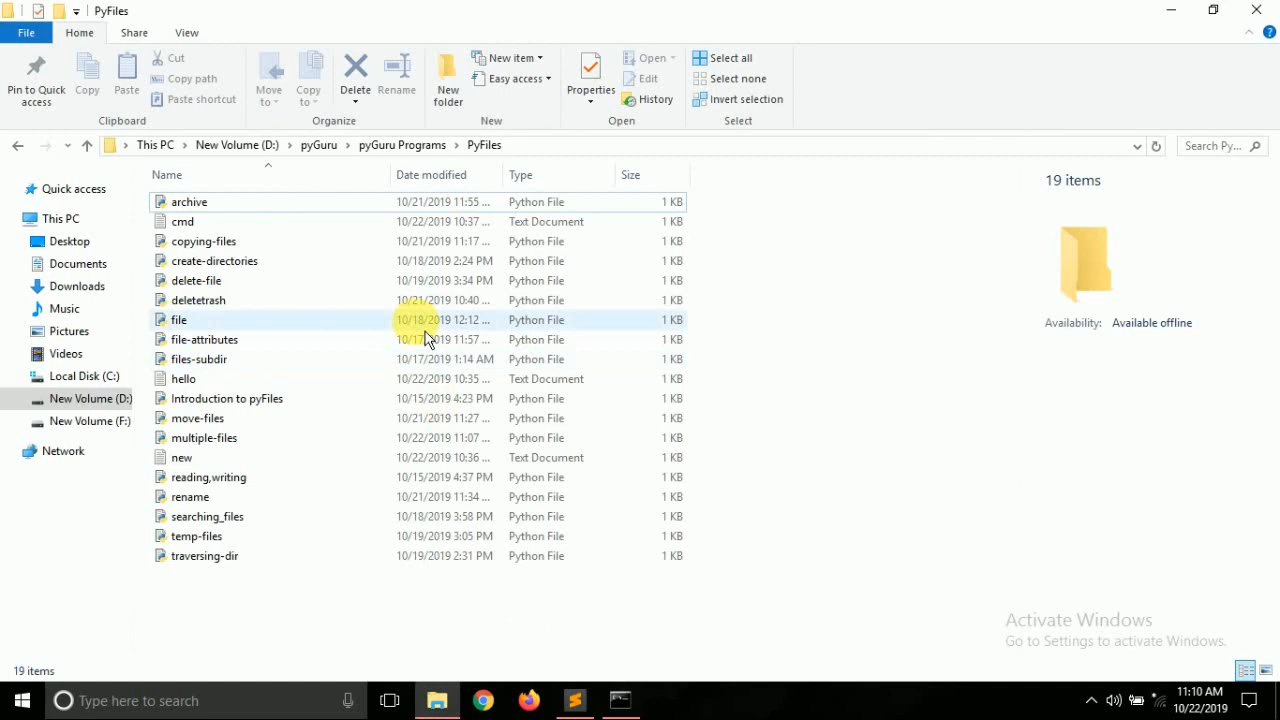 PyFiles
File Home Share View
Pin to Quick access
Copy
Paste
Cut
Copy path
Paste shortcut
Clipboard
Move to
Copy to
Delete
Rename
Organize
New folder
New item
Easy access
New
Properties
Open
Edit
History
Open
Select all
Select none
Invert selection
Select
This PC > New Volume (D:) > pyGuru > pyGuru Programs > PyFiles
Search Py...
Quick access
This PC
Desktop
Documents
Downloads
Music
Pictures
Videos
Local Disk (C:)
New Volume (D:)
New Volume (F:)
Network
Name Date modified Type Size
archive 10/21/2019 11:55 ... Python File 1 KB
cmd 10/22/2019 10:37 ... Text Document 1 KB
copying-files 10/21/2019 11:17 ... Python File 1 KB
create-directories 10/18/2019 2:24 PM Python File 1 KB
delete-file 10/19/2019 3:34 PM Python File 1 KB
deletetrash 10/21/2019 10:40 ... Python File 1 KB
file 10/18/2019 12:12 ... Python File 1 KB
file-attributes 10/17/2019 11:57 ... Python File 1 KB
files-subdir 10/17/2019 1:14 AM Python File 1 KB
hello 10/22/2019 10:35 ... Text Document 1 KB
Introduction to pyFiles 10/15/2019 4:23 PM Python File 1 KB
move-files 10/21/2019 11:27 ... Python File 1 KB
multiple-files 10/22/2019 11:07 ... Python File 1 KB
new 10/22/2019 10:36 ... Text Document 1 KB
reading,writing 10/15/2019 4:37 PM Python File 1 KB
rename 10/21/2019 11:34 ... Python File 1 KB
searching_files 10/18/2019 3:58 PM Python File 1 KB
temp-files 10/19/2019 3:05 PM Python File 1 KB
traversing-dir 10/19/2019 2:31 PM Python File 1 KB
19 items
Availability: Available offline
Activate Windows
Go to Settings to activate Windows.
19 items
Type here to search
11:10 AM
10/22/2019